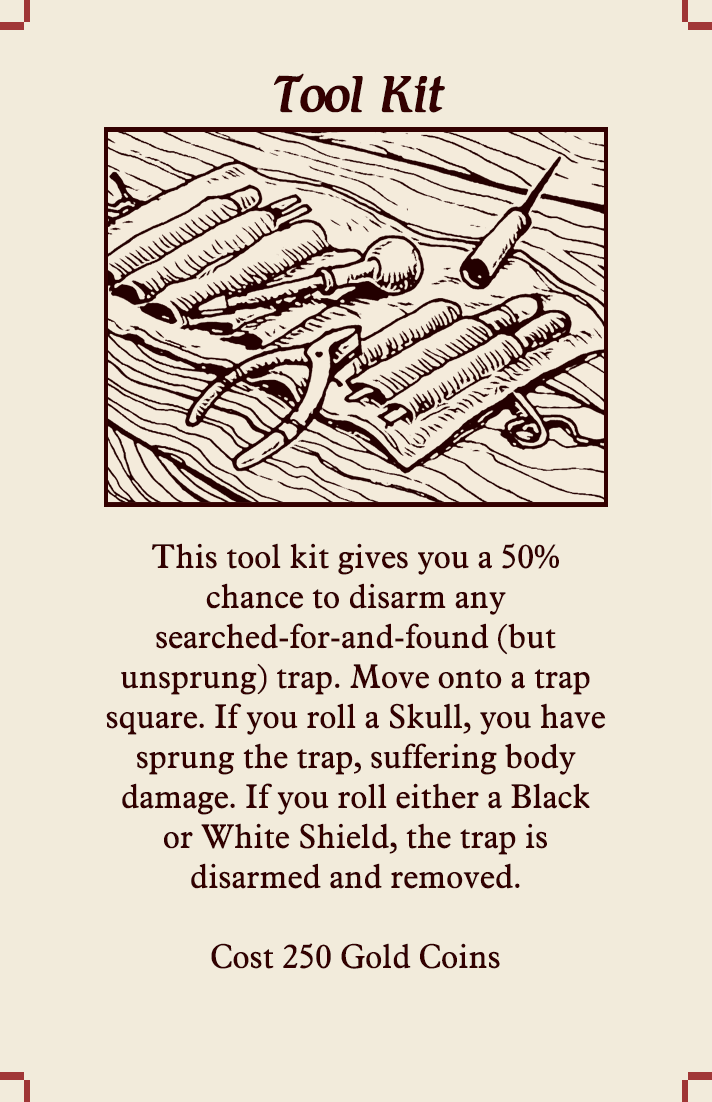 Tool Kit
This tool kit gives you a 50%
chance to disarm any
searched-for-and-found (but
unsprung) trap. Move onto a trap
square. If you roll a Skull, you have
sprung the trap, suffering body
damage. If you roll either a Black
or White Shield, the trap is
disarmed and removed.
Cost 250 Gold Coins